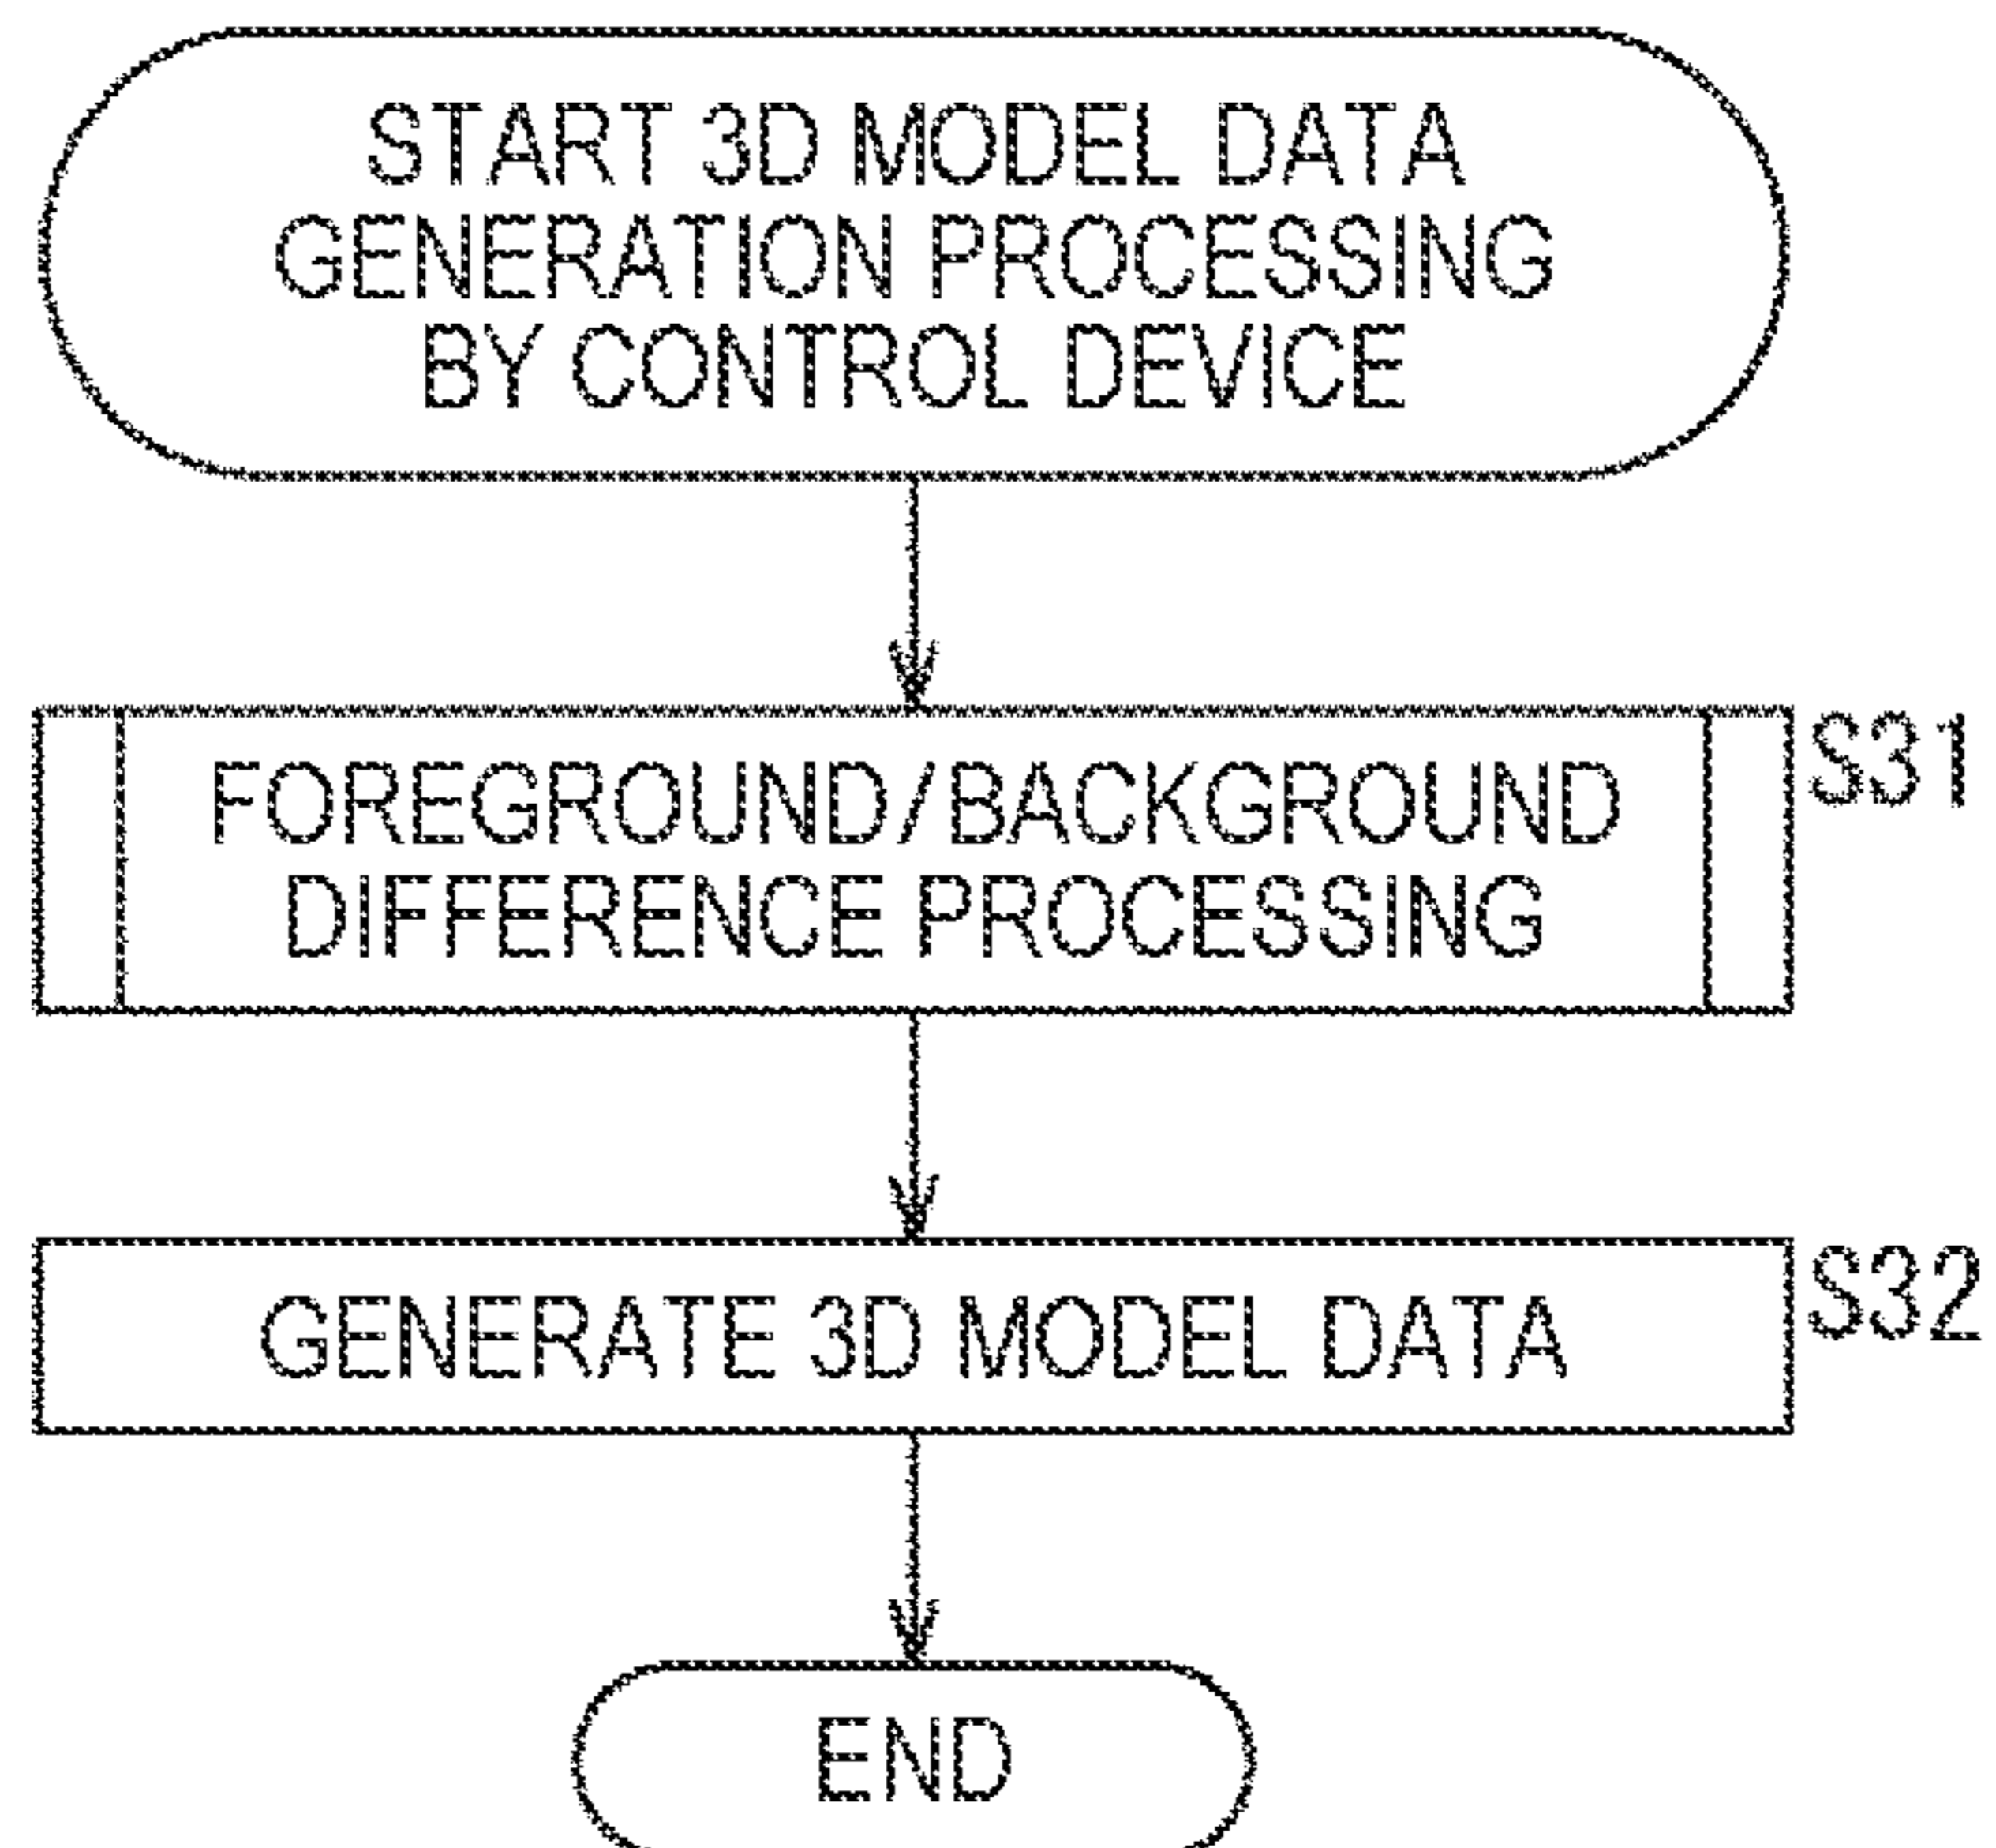 START 3D MODEL DATA
GENERATION PROCESSING
BY CONTROL DEVICE
FOREGROUND/BACKGROUND
DIFFERENCE PROCESSING
S31
GENERATE 3D MODEL DATA
S32
END